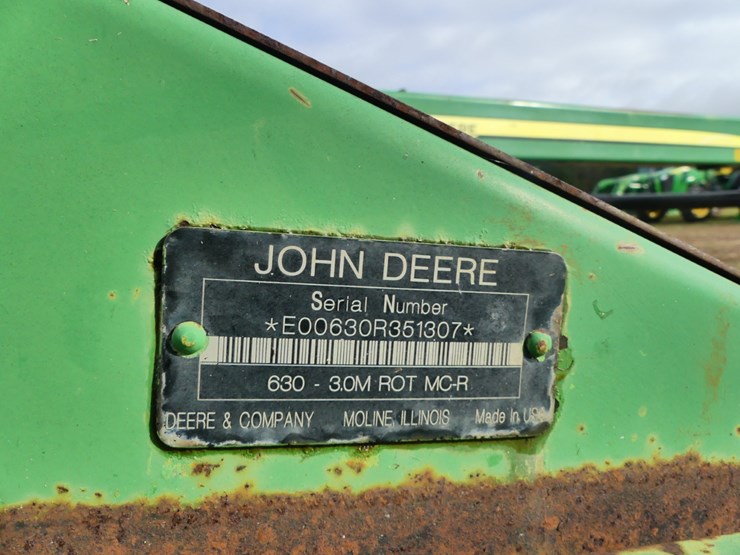 JOHN DEERE
Serial Number
*E00630R351307*
630 - 3.0M ROT MC-R
DEERE & COMPANY MOLINE, ILLINOIS Made In USA